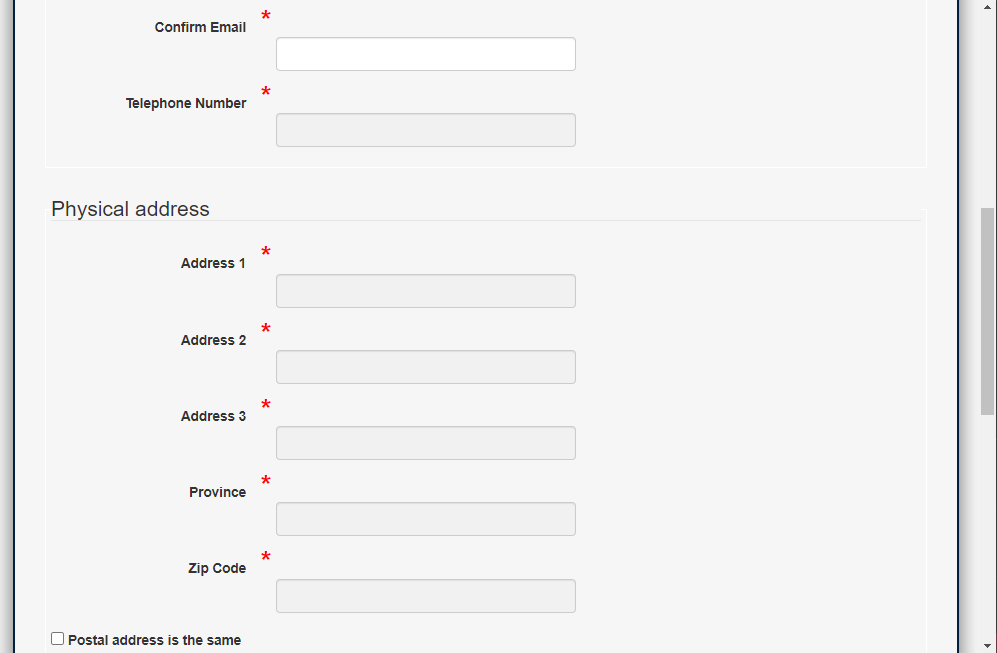 Confirm Email *
Telephone Number *
Physical address
Address 1 *
Address 2 *
Address 3 *
Province *
Zip Code *
Postal address is the same